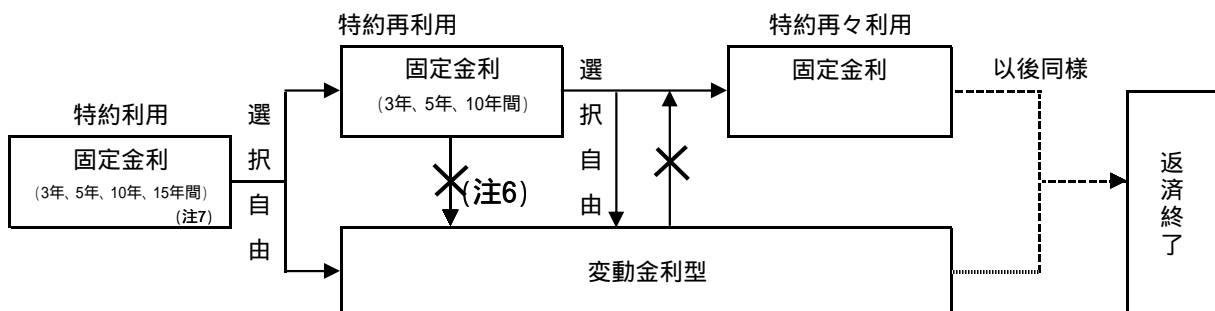 特約利用
固定金利
(3年、5年、10年、15年間)
(注7)
選択自由
特約再利用
固定金利
(3年、5年、10年間)
(注6)
選択自由
特約再々利用
固定金利
変動金利型
以後同様
返済終了